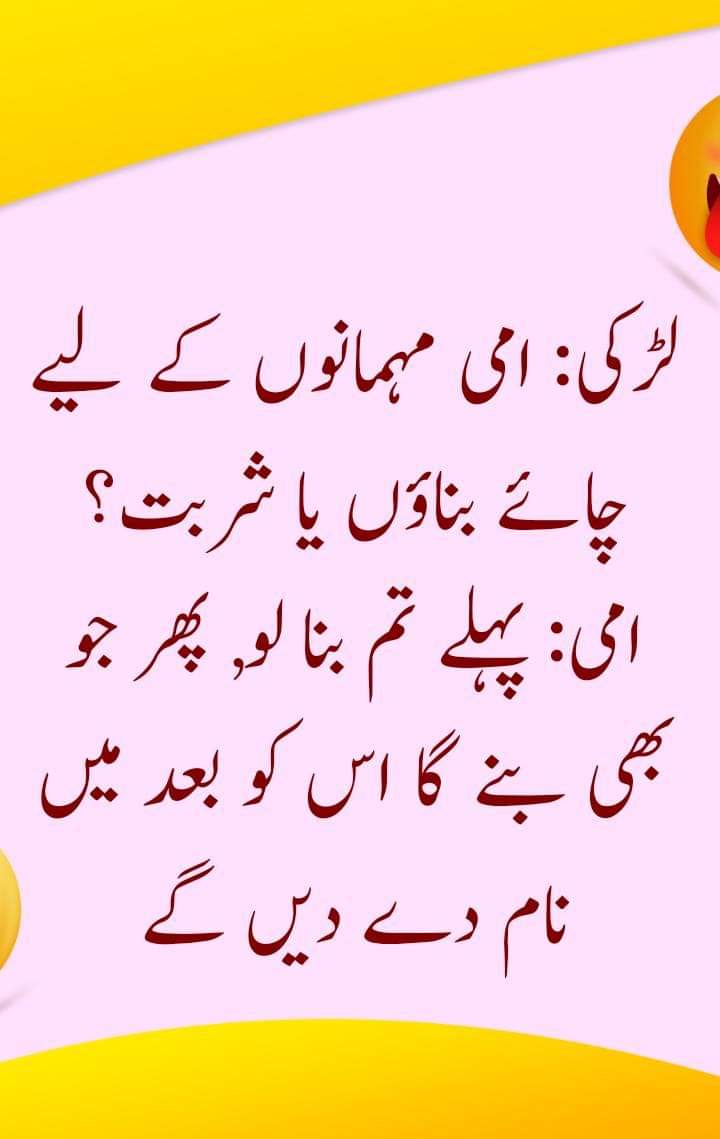 لڑکی: امی مہمانوں کے لیے
چائے بناؤں یا شربت؟
امی: پہلے تم بنا لو, پھر جو
بھی بنے گا اس کو بعد میں
نام دے دیں گے